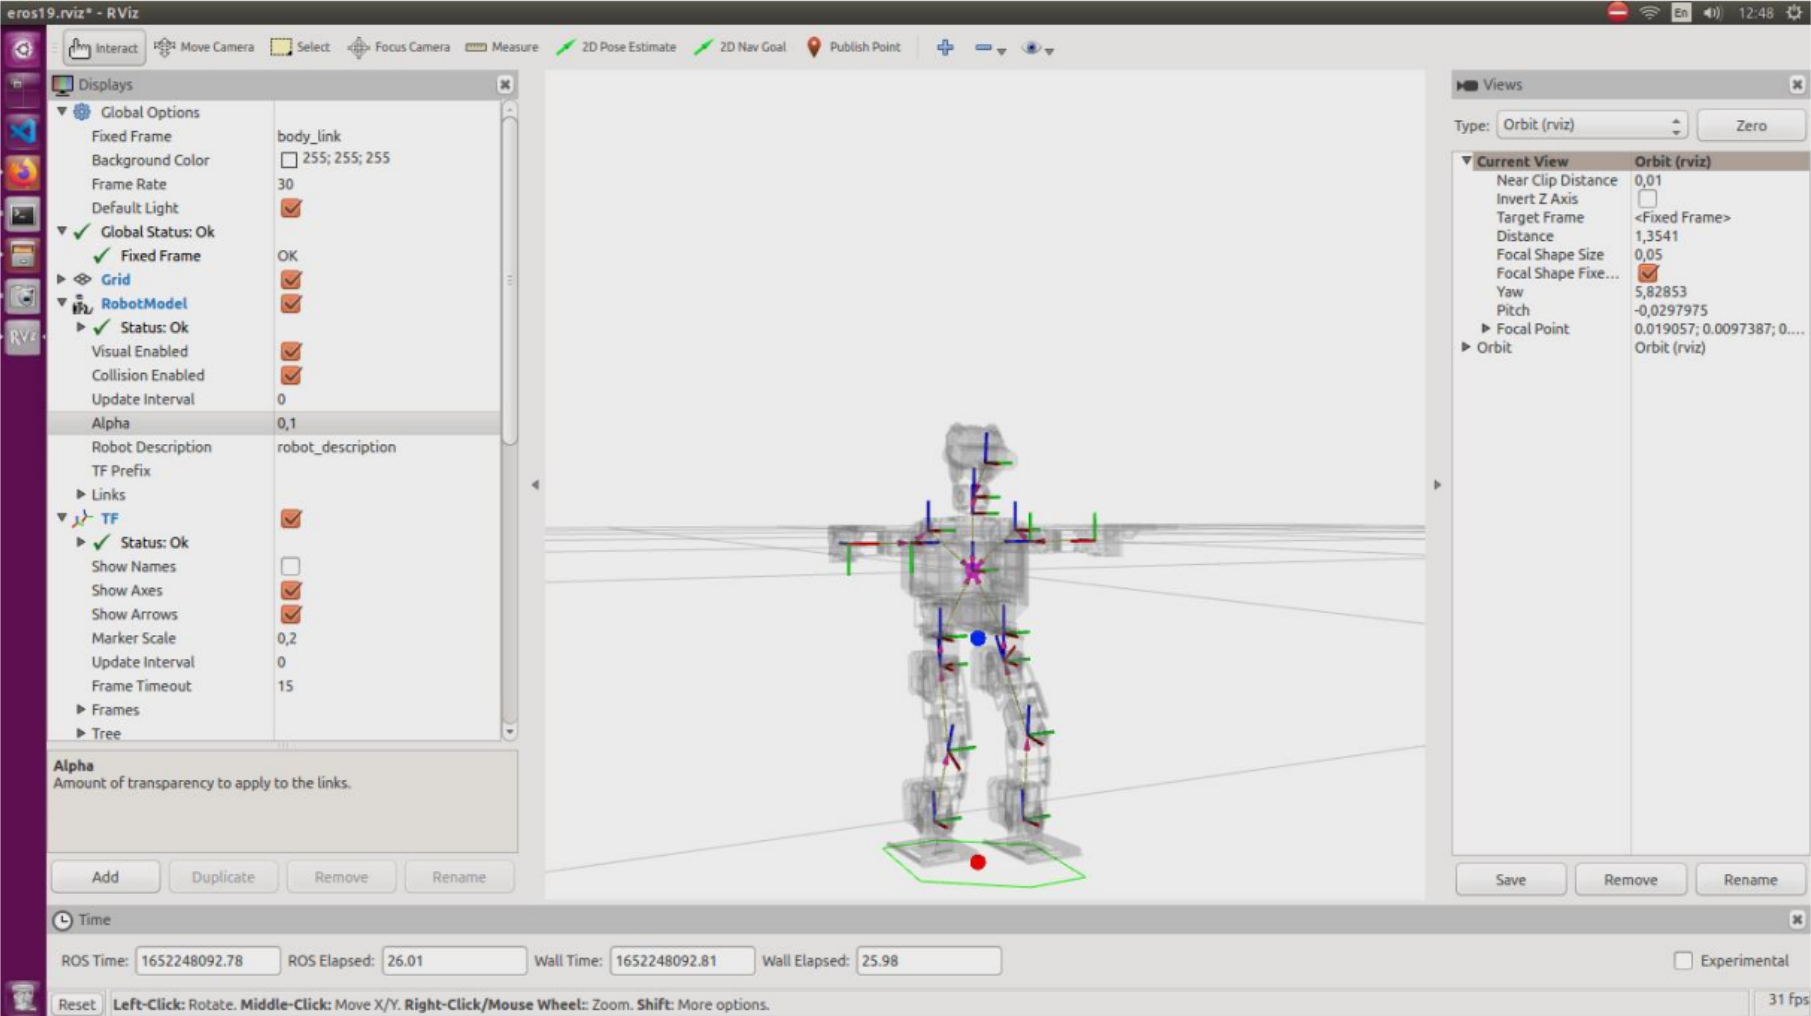 eros19.rviz* - RViz
En 12:48
Interact Move Camera Select Focus Camera Measure 2D Pose Estimate 2D Nav Goal Publish Point
Displays
Global Options
Fixed Frame body_link
Background Color 255; 255; 255
Frame Rate 30
Default Light
Global Status: Ok
Fixed Frame OK
Grid
RobotModel
Status: Ok
Visual Enabled
Collision Enabled
Update Interval 0
Alpha 0,1
Robot Description robot_description
TF Prefix
Links
TF
Status: Ok
Show Names
Show Axes
Show Arrows
Marker Scale 0,2
Update Interval 0
Frame Timeout 15
Frames
Tree
Alpha
Amount of transparency to apply to the links.
Add Duplicate Remove Rename
Views
Type: Orbit (rviz) Zero
Current View Orbit (rviz)
Near Clip Distance 0,01
Invert Z Axis
Target Frame <Fixed Frame>
Distance 1,3541
Focal Shape Size 0,05
Focal Shape Fixe...
Yaw 5,82853
Pitch -0,0297975
Focal Point 0.019057; 0.0097387; 0....
Orbit Orbit (rviz)
Save Remove Rename
Time
ROS Time: 1652248092.78 ROS Elapsed: 26.01 Wall Time: 1652248092.81 Wall Elapsed: 25.98 Experimental
Reset Left-Click: Rotate. Middle-Click: Move X/Y. Right-Click/Mouse Wheel:: Zoom. Shift: More options. 31 fps